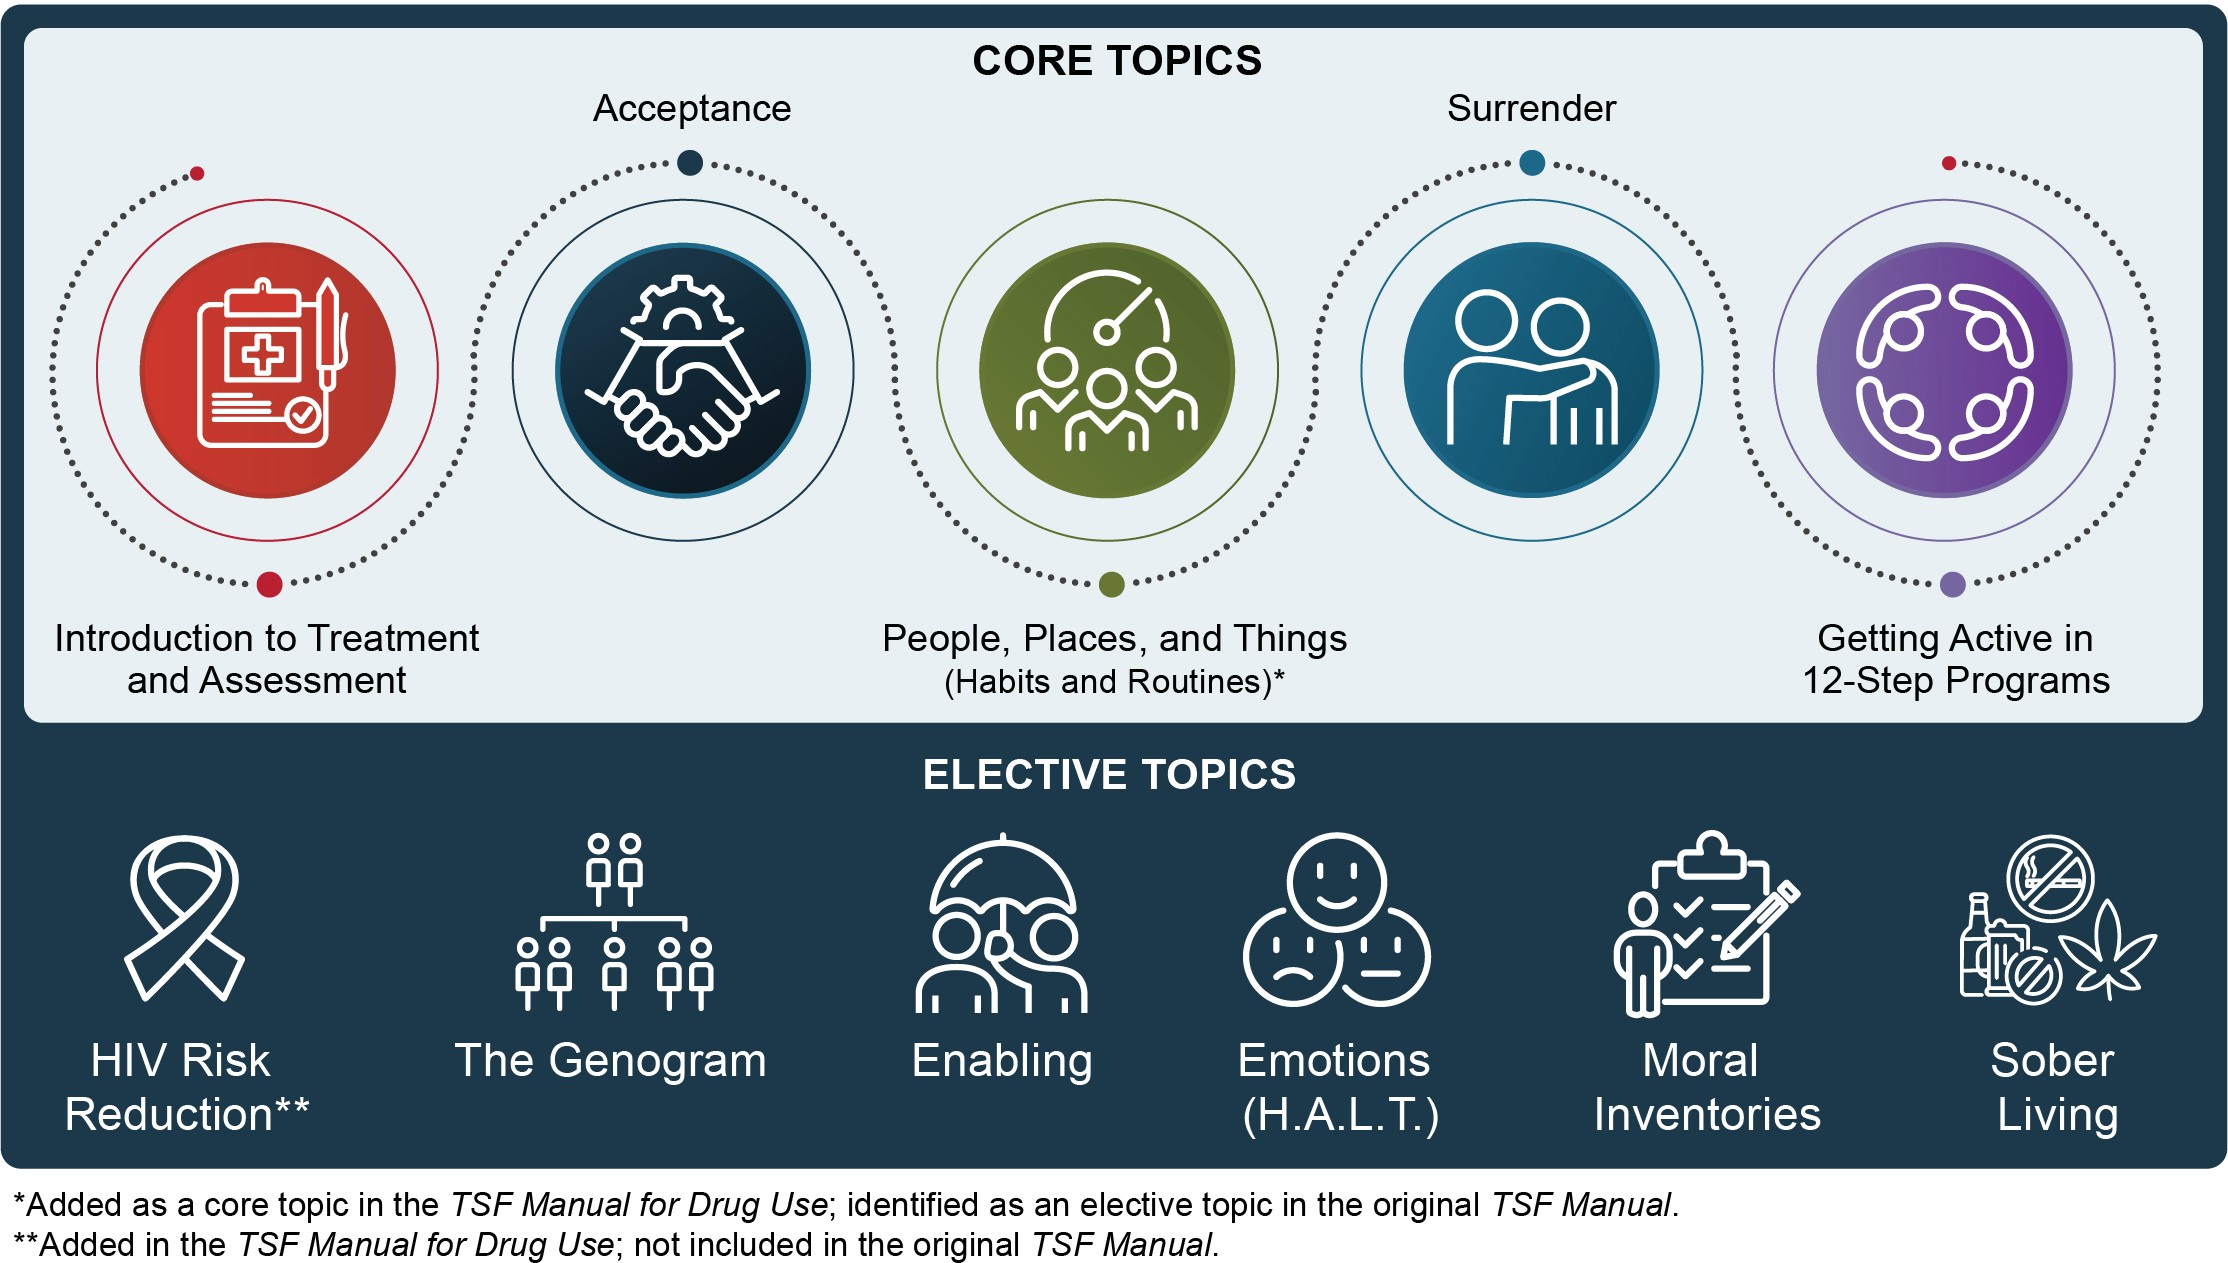 CORE TOPICS
Acceptance
Surrender
Introduction to Treatment
and Assessment
People, Places, and Things
(Habits and Routines)*
Getting Active in
12-Step Programs
ELECTIVE TOPICS
HIV Risk
Reduction**
The Genogram
Enabling
Emotions
(H.A.L.T.)
Moral
Inventories
Sober
Living
*Added as a core topic in the TSF Manual for Drug Use; identified as an elective topic in the original TSF Manual.
**Added in the TSF Manual for Drug Use; not included in the original TSF Manual.